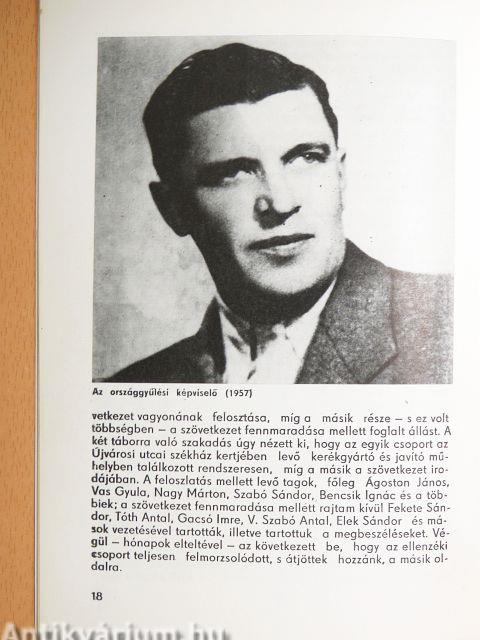 Az országgyűlési képviselő (1957)
vetkezet vagyonának felosztása, míg a másik része – s ez volt
többségben – a szövetkezet fennmaradása mellett foglalt állást. A
két táborra való szakadás úgy nézett ki, hogy az egyik csoport az
Újvárosi utcai székház kertjében levő kerékgyártó és javító mű-
helyben találkozott rendszeresen, míg a másik a szövetkezet iro-
dájában. A feloszlatás mellett levő tagok, főleg Ágoston János,
Vas Gyula, Nagy Márton, Szabó Sándor, Bencsik Ignác és a töb-
biek; a szövetkezet fennmaradása mellett rajtam kívül Fekete Sán-
dor, Tóth Antal, Gacsó Imre, V. Szabó Antal, Elek Sándor és má-
sok vezetésével tartották, illetve tartottuk a megbeszéléseket. Vé-
gül – hónapok elteltével – az következett be, hogy az ellenzéki
csoport teljesen felmorzsolódott, s átjöttek hozzánk, a másik ol-
dalra.
18
Antikvárium.hu